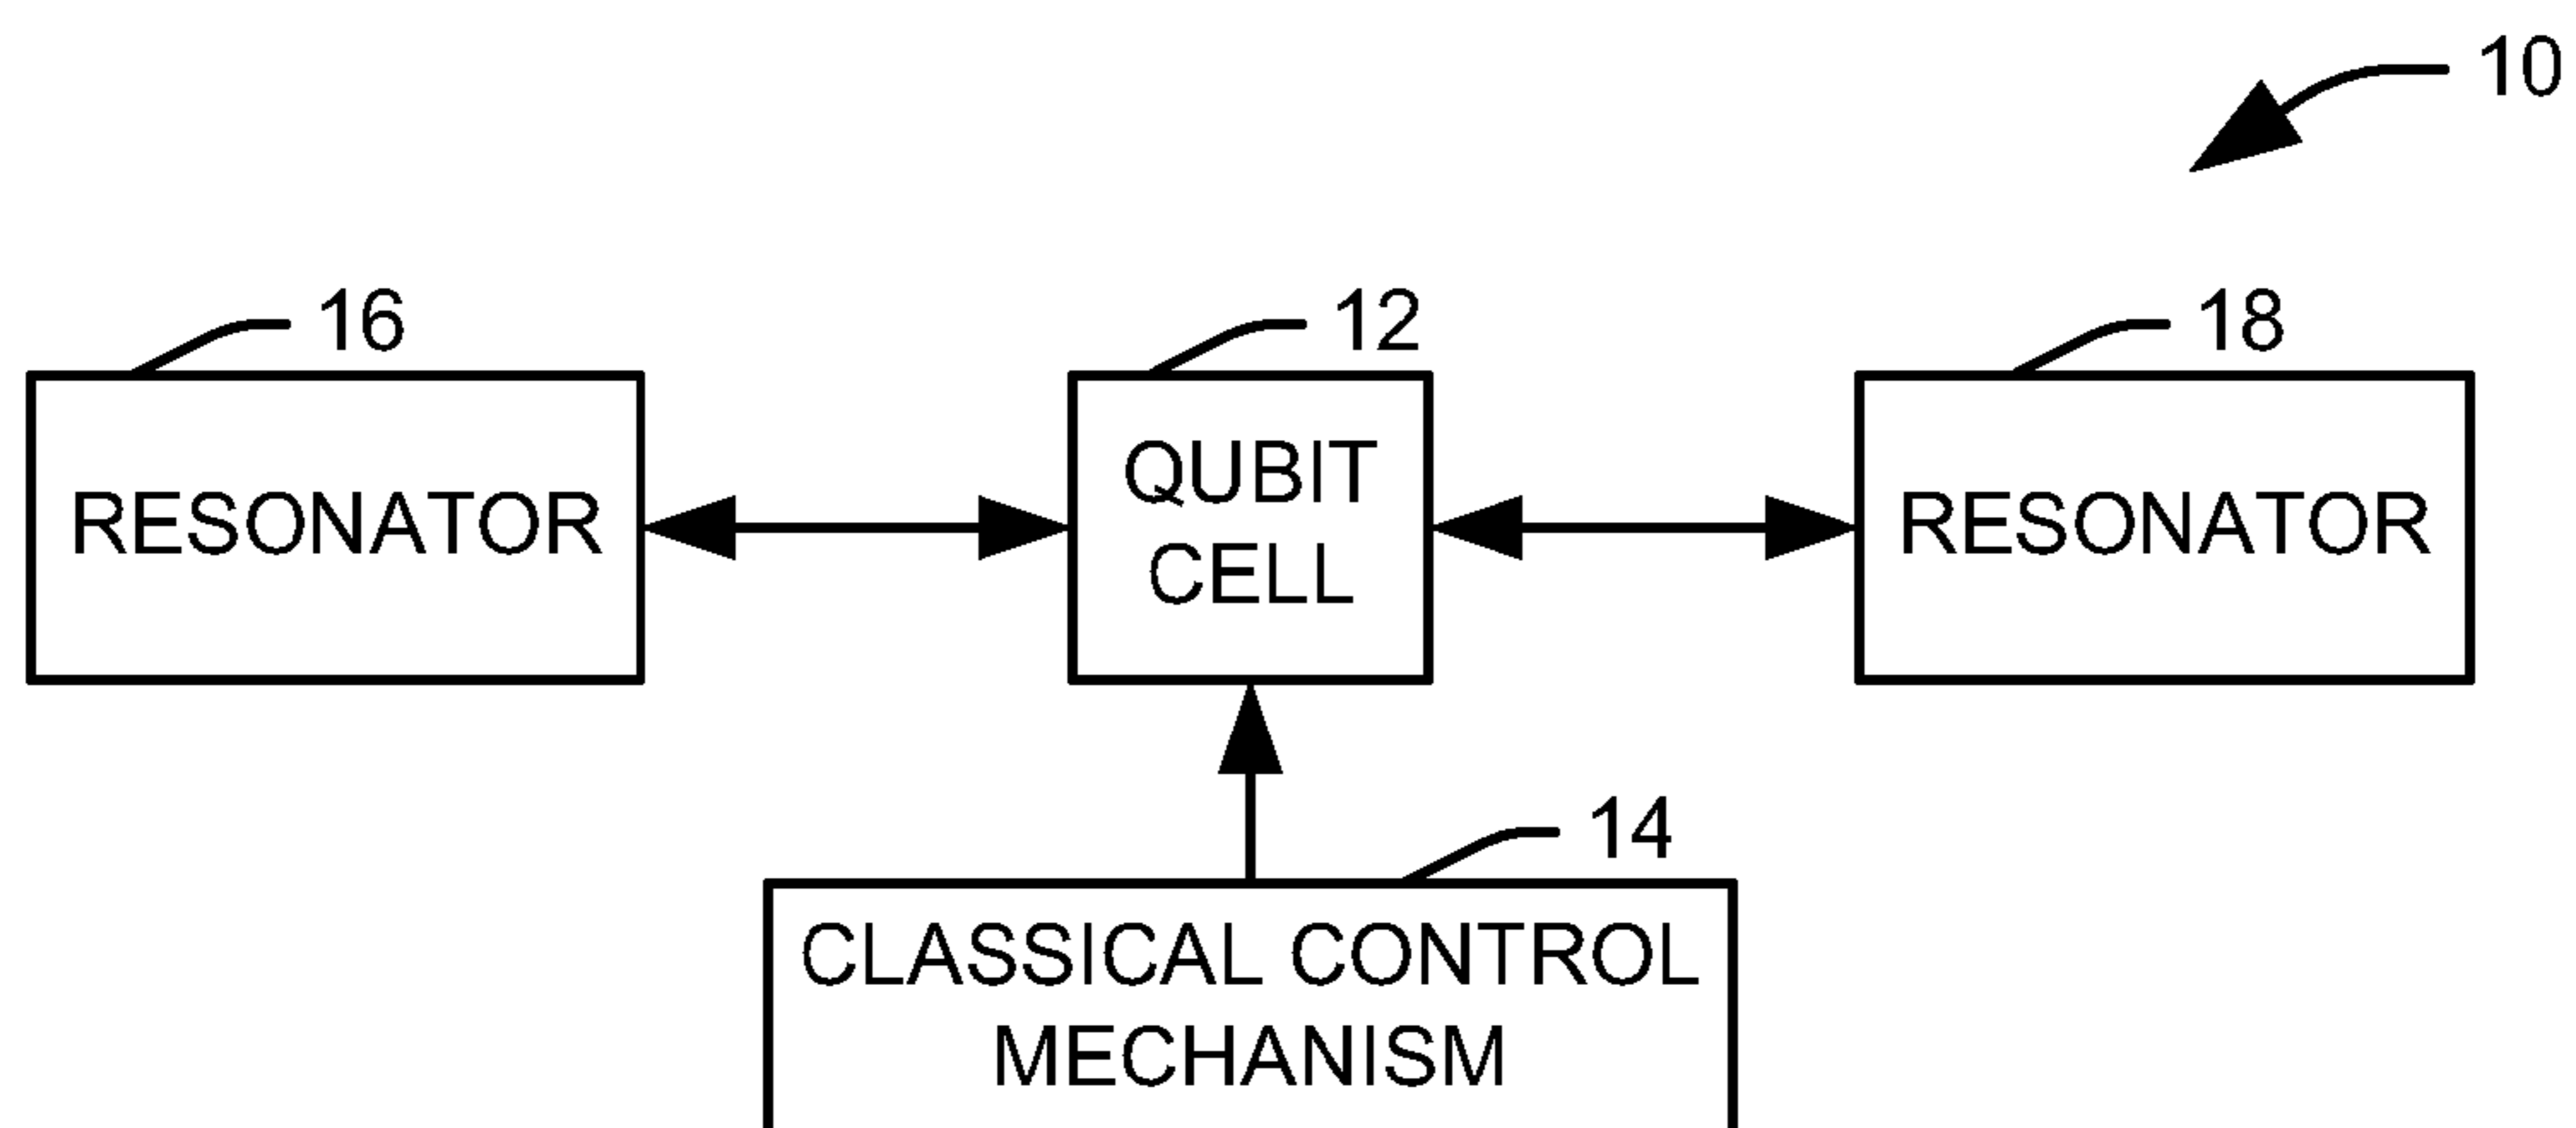 10
16
12
18
RESONATOR
QUBIT
CELL
RESONATOR
14
CLASSICAL CONTROL
MECHANISM